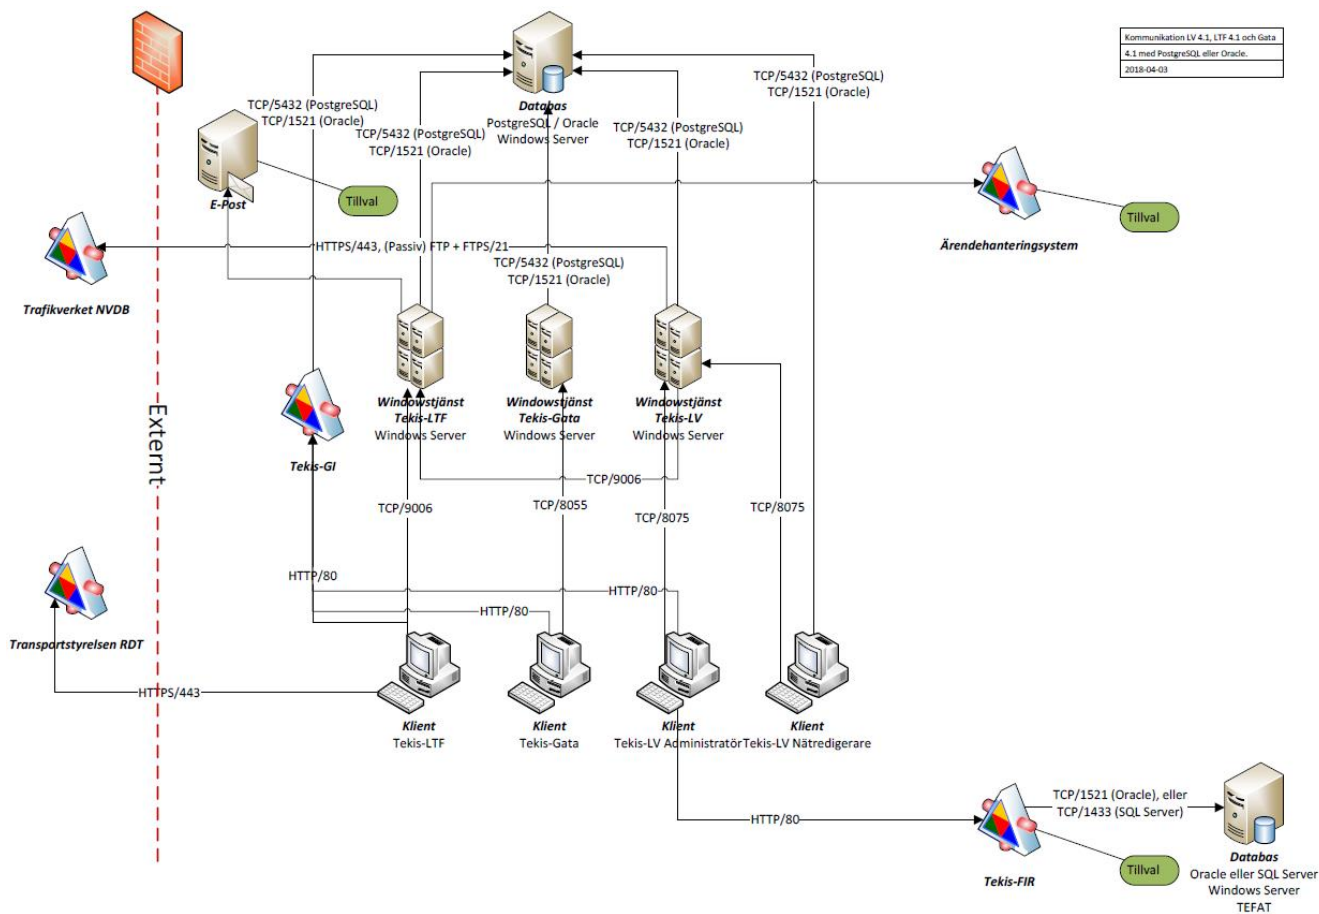 Kommunikation LV 4.1, LTF 4.1 och Gata
4.1 med PostgreSQL eller Oracle.
2018-04-03
TCP/5432 (PostgreSQL)
TCP/1521 (Oracle)
Databas
PostgreSQL / Oracle
Windows Server
TCP/5432 (PostgreSQL)
TCP/1521 (Oracle)
TCP/5432 (PostgreSQL)
TCP/1521 (Oracle)
TCP/5432 (PostgreSQL)
TCP/1521 (Oracle)
E-Post
Tillval
Tillval
Ärendehanteringsystem
HTTPS/443, (Passiv) FTP + FTPS/21
TCP/5432 (PostgreSQL)
TCP/1521 (Oracle)
Trafikverket NVDB
Externt
Windowstjänst
Tekis-LTF
Windows Server
Windowstjänst
Tekis-Gata
Windows Server
Windowstjänst
Tekis-LV
Windows Server
Tekis-GI
TCP/9006
TCP/9006
TCP/8055
TCP/8075
TCP/8075
HTTP/80
HTTP/80
HTTP/80
Transportstyrelsen RDT
HTTPS/443
Klient
Tekis-LTF
Klient
Tekis-Gata
Klient
Tekis-LV Administratör
Klient
Tekis-LV Nätredigerare
HTTP/80
TCP/1521 (Oracle), eller
TCP/1433 (SQL Server)
Tekis-FIR
Tillval
Databas
Oracle eller SQL Server
Windows Server
TEFAT